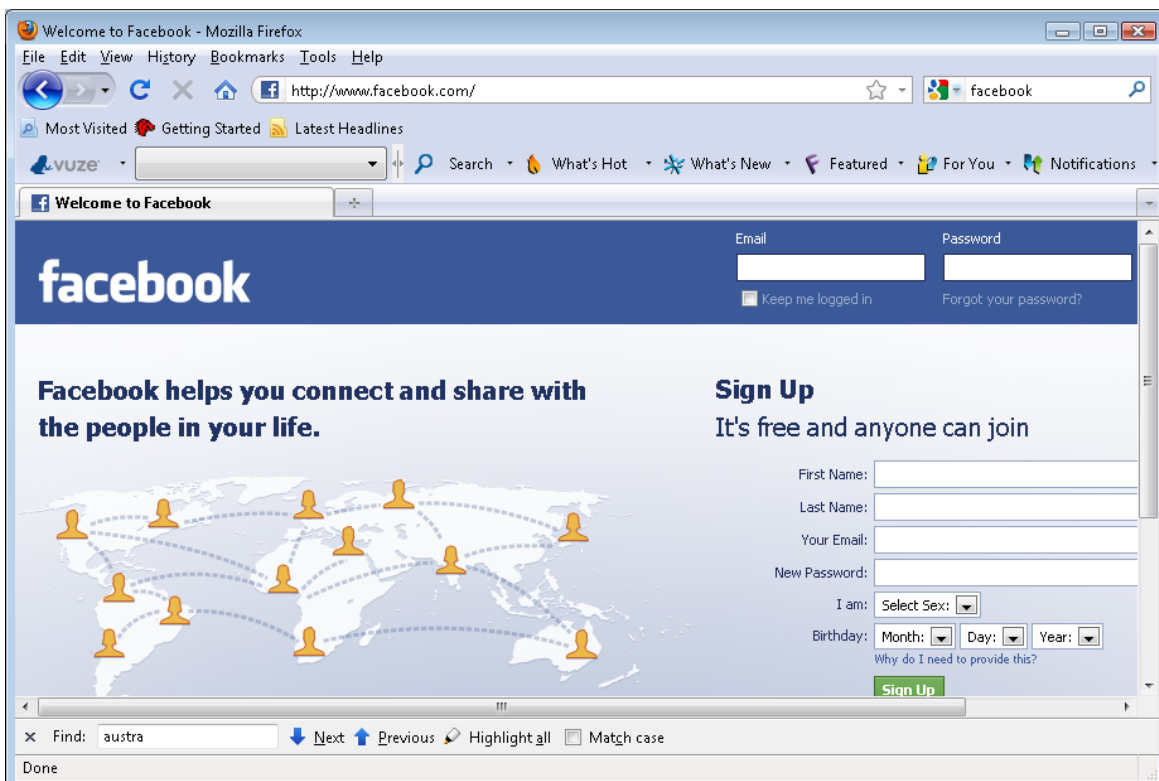 Welcome to Facebook - Mozilla Firefox
File Edit View History Bookmarks Tools Help
http://www.facebook.com/ facebook
Most Visited Getting Started Latest Headlines
vuze Search What's Hot What's New Featured For You Notifications
Welcome to Facebook
Email Password
facebook
Keep me logged in Forgot your password?
Facebook helps you connect and share with
the people in your life.
Sign Up
It's free and anyone can join
First Name:
Last Name:
Your Email:
New Password:
I am: Select Sex:
Birthday: Month: Day: Year:
Why do I need to provide this?
Sign Up
Find: austra Next Previous Highlight all Match case
Done